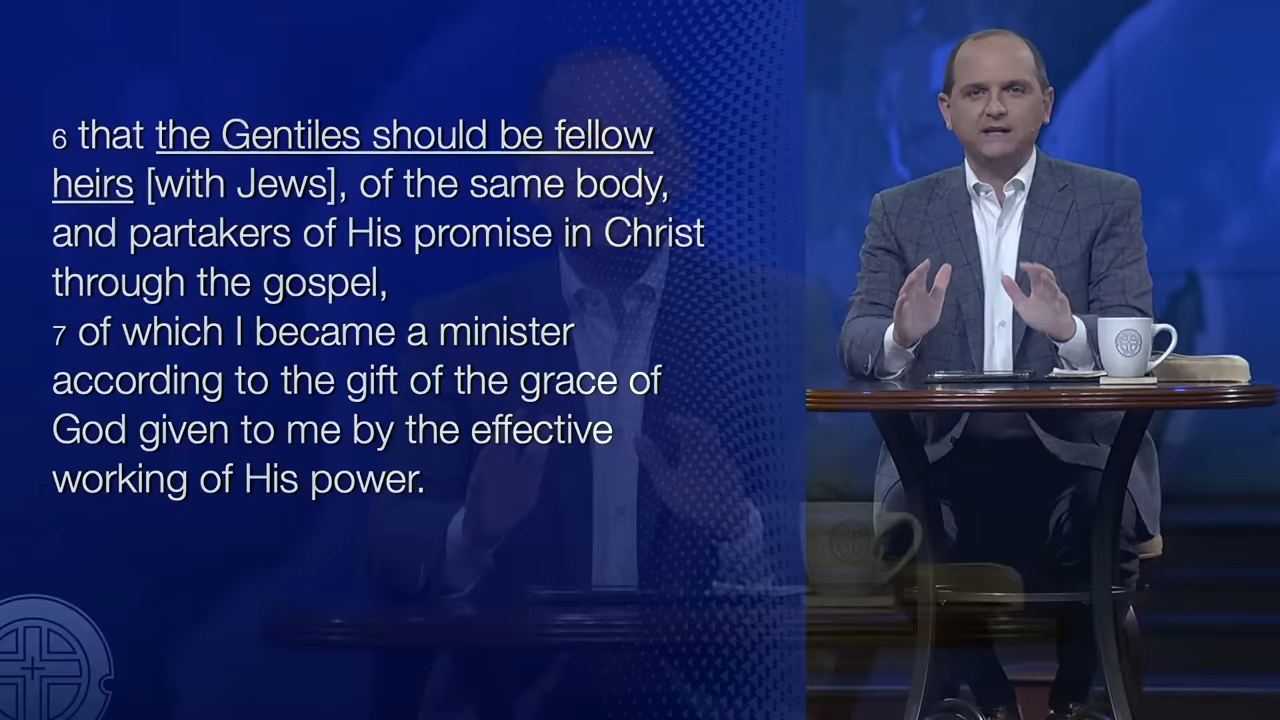 6 that the Gentiles should be fellow
heirs [with Jews], of the same body,
and partakers of His promise in Christ
through the gospel,
7 of which I became a minister
according to the gift of the grace of
God given to me by the effective
working of His power.